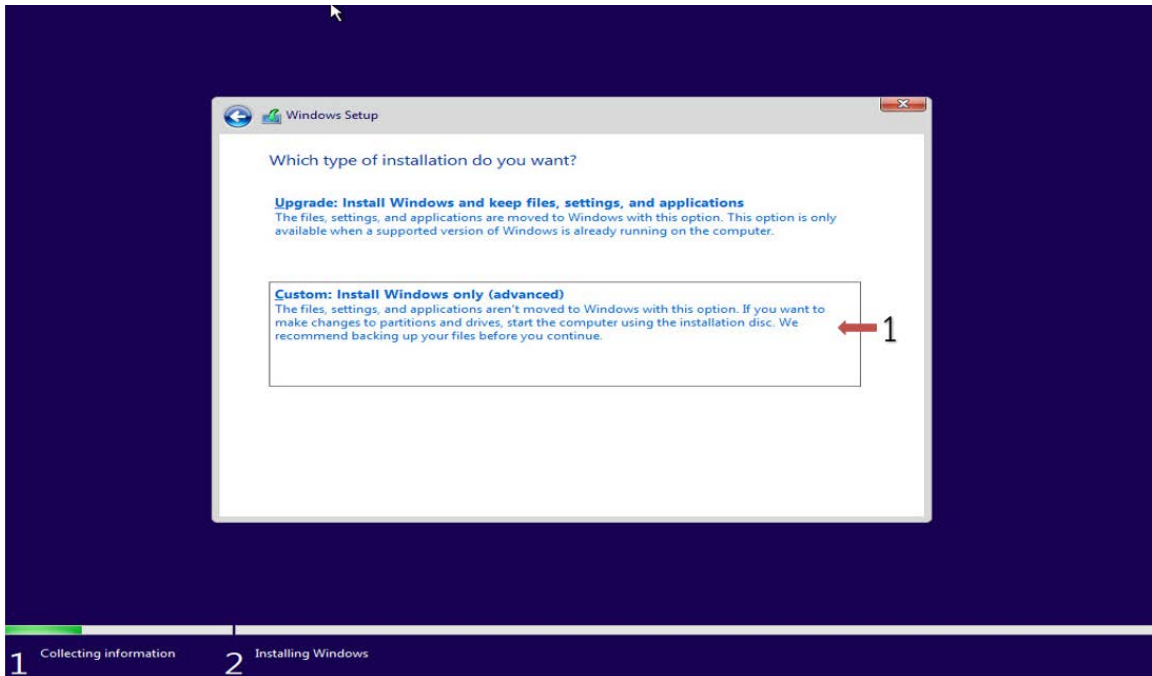 Windows Setup
Which type of installation do you want?
Upgrade: Install Windows and keep files, settings, and applications
The files, settings, and applications are moved to Windows with this option. This option is only
available when a supported version of Windows is already running on the computer.
Custom: Install Windows only (advanced)
The files, settings, and applications aren't moved to Windows with this option. If you want to
make changes to partitions and drives, start the computer using the installation disc. We
recommend backing up your files before you continue.
1
1 Collecting information
2 Installing Windows